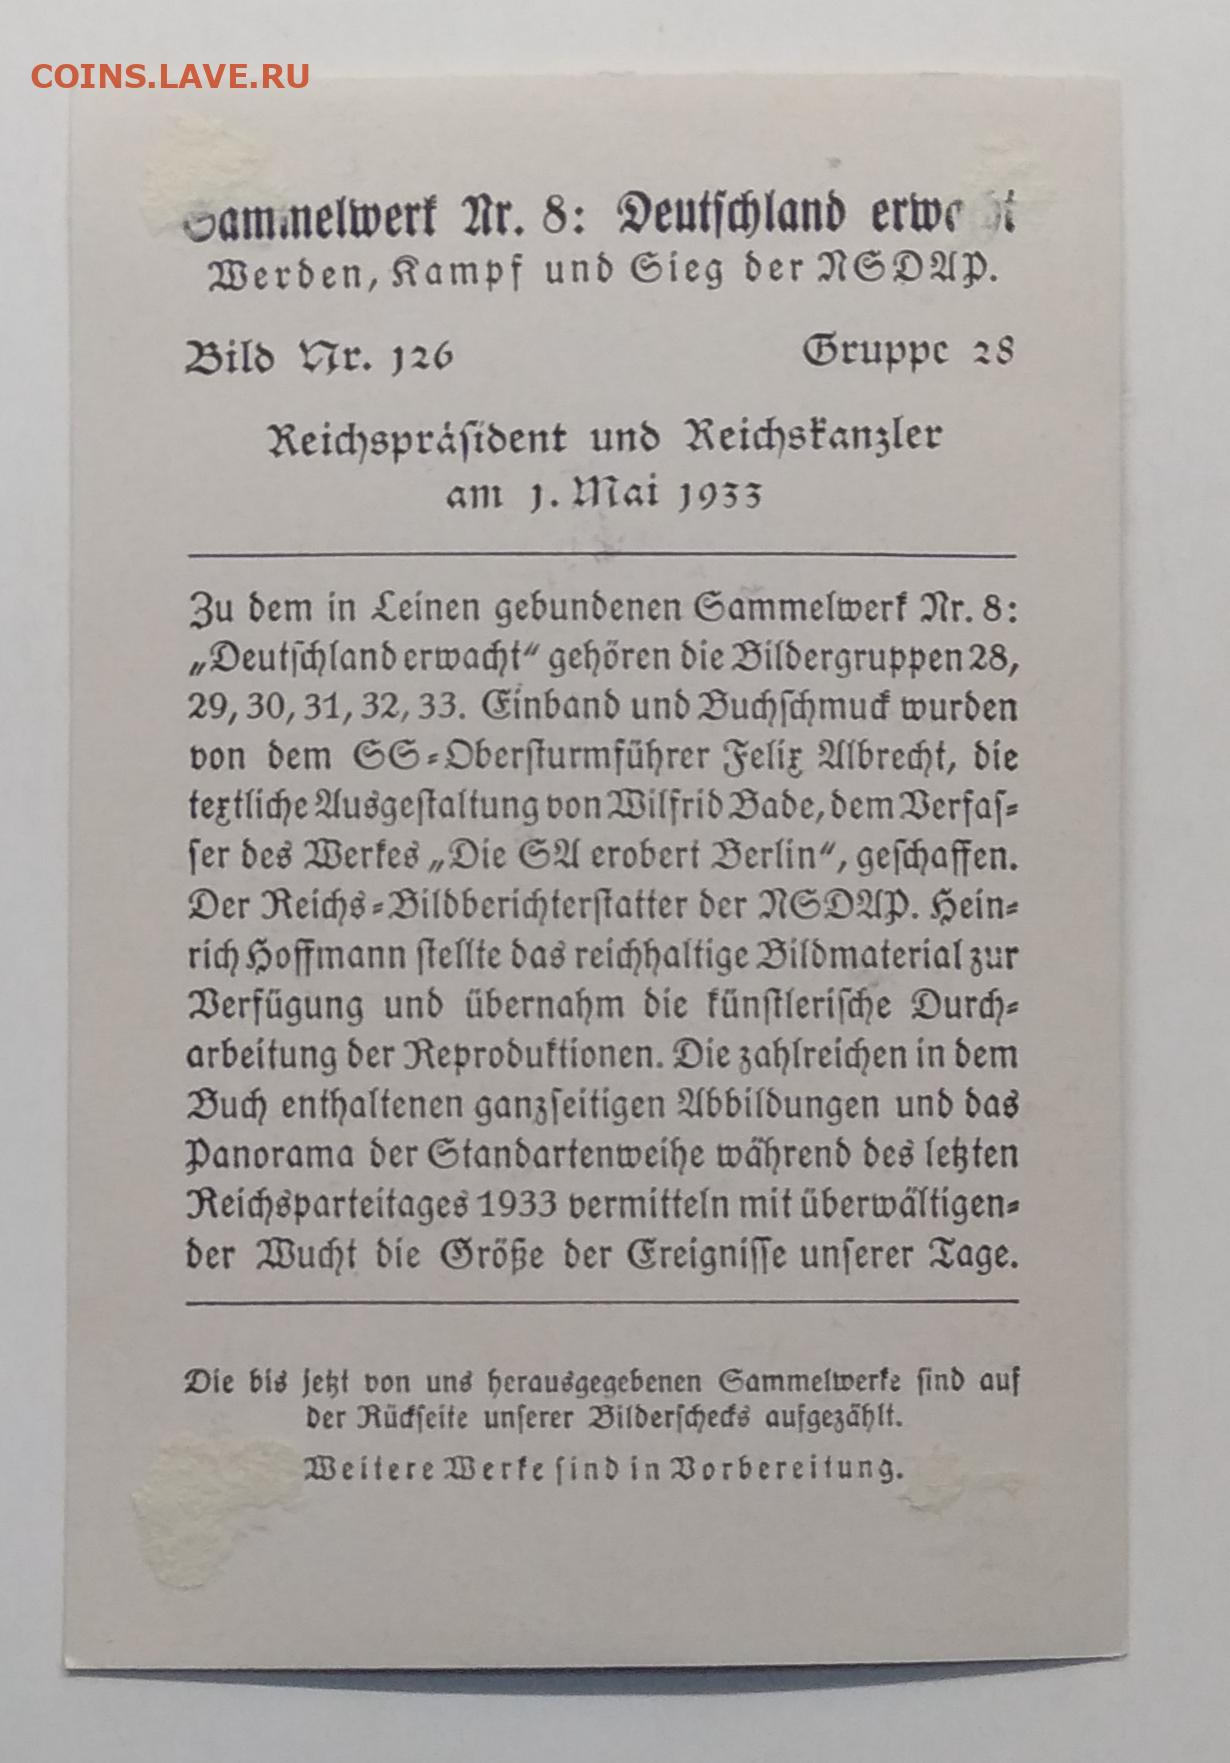 COINS.LAVE.RU
Sammelwerk Nr. 8: Deutschland erwacht
Werden, Kampf und Sieg der NSDAP.
Bild Nr. 126 Gruppe 28
Reichspräsident und Reichskanzler
am 1. Mai 1933
Zu dem in Leinen gebundenen Sammelwerk Nr. 8:
„Deutschland erwacht“ gehören die Bildergruppen 28,
29, 30, 31, 32, 33. Einband und Buchschmuck wurden
von dem SS-Obersturmführer Felix Albrecht, die
textliche Ausgestaltung von Wilfrid Bade, dem Verfas-
ser des Werkes „Die SA erobert Berlin“, geschaffen.
Der Reichs-Bildberichterstatter der NSDAP. Hein-
rich Hoffmann stellte das reichhaltige Bildmaterial zur
Verfügung und übernahm die künstlerische Durch-
arbeitung der Reproduktionen. Die zahlreichen in dem
Buch enthaltenen ganzseitigen Abbildungen und das
Panorama der Standartenweihe während des letzten
Reichsparteitages 1933 vermitteln mit überwältigen-
der Wucht die Größe der Ereignisse unserer Tage.
Die bis jetzt von uns herausgegebenen Sammelwerke sind auf
der Rückseite unserer Bilderschecks aufgezählt.
Weitere Werke sind in Vorbereitung.